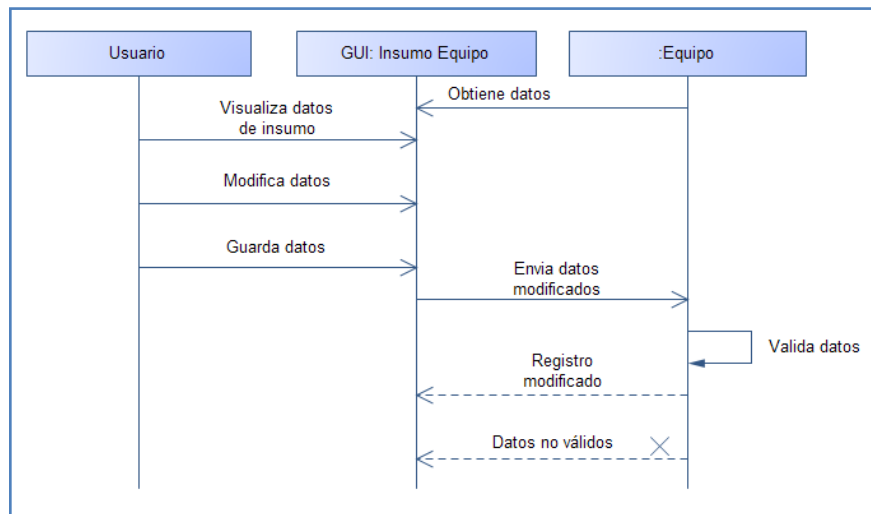 Usuario
GUI: Insumo Equipo
:Equipo
Obtiene datos
Visualiza datos
de insumo
Modifica datos
Guarda datos
Envia datos
modificados
Valida datos
Registro
modificado
Datos no válidos